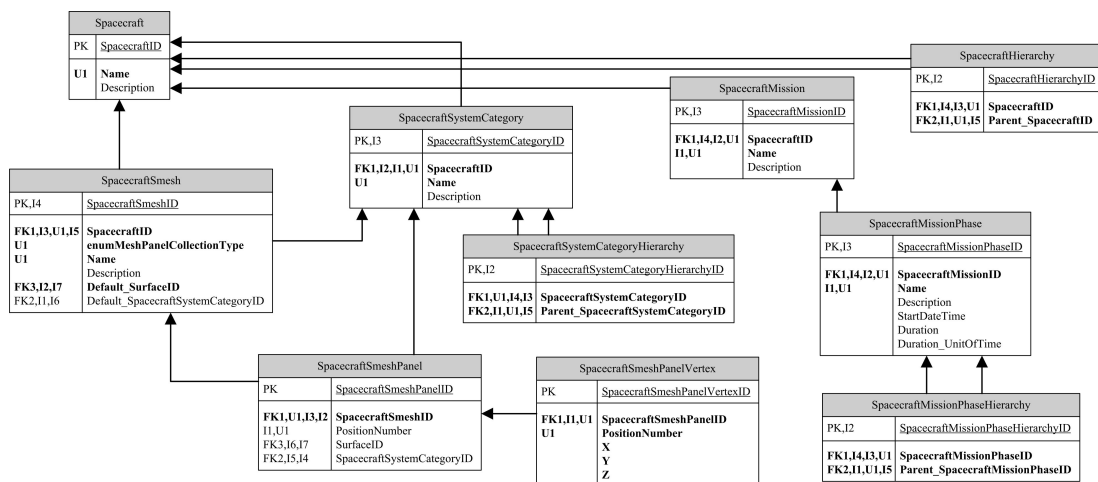 Spacecraft
PK SpacecraftID
U1 Name
Description
SpacecraftHierarchy
PK,I2 SpacecraftHierarchyID
FK1,I4,I3,U1 SpacecraftID
FK2,I1,U1,I5 Parent_SpacecraftID
SpacecraftMission
PK,I3 SpacecraftMissionID
FK1,I4,I2,U1 SpacecraftID
I1,U1 Name
Description
SpacecraftSystemCategory
PK,I3 SpacecraftSystemCategoryID
FK1,I2,I1,U1 SpacecraftID
U1 Name
Description
SpacecraftSmesh
PK,I4 SpacecraftSmeshID
FK1,I3,U1,I5 SpacecraftID
U1 enumMeshPanelCollectionType
U1 Name
Description
FK3,I2,I7 Default_SurfaceID
FK2,I1,I6 Default_SpacecraftSystemCategoryID
SpacecraftSystemCategoryHierarchy
PK,I2 SpacecraftSystemCategoryHierarchyID
FK1,U1,I4,I3 SpacecraftSystemCategoryID
FK2,I1,U1,I5 Parent_SpacecraftSystemCategoryID
SpacecraftMissionPhase
PK,I3 SpacecraftMissionPhaseID
FK1,I4,I2,U1 SpacecraftMissionID
I1,U1 Name
Description
StartDateTime
Duration
Duration_UnitOfTime
SpacecraftSmeshPanel
PK SpacecraftSmeshPanelID
FK1,U1,I3,I2 SpacecraftSmeshID
I1,U1 PositionNumber
FK3,I6,I7 SurfaceID
FK2,I5,I4 SpacecraftSystemCategoryID
SpacecraftSmeshPanelVertex
PK SpacecraftSmeshPanelVertexID
FK1,I1,U1 SpacecraftSmeshPanelID
U1 PositionNumber
X
Y
Z
SpacecraftMissionPhaseHierarchy
PK,I2 SpacecraftMissionPhaseHierarchyID
FK1,I4,I3,U1 SpacecraftMissionPhaseID
FK2,I1,U1,I5 Parent_SpacecraftMissionPhaseID